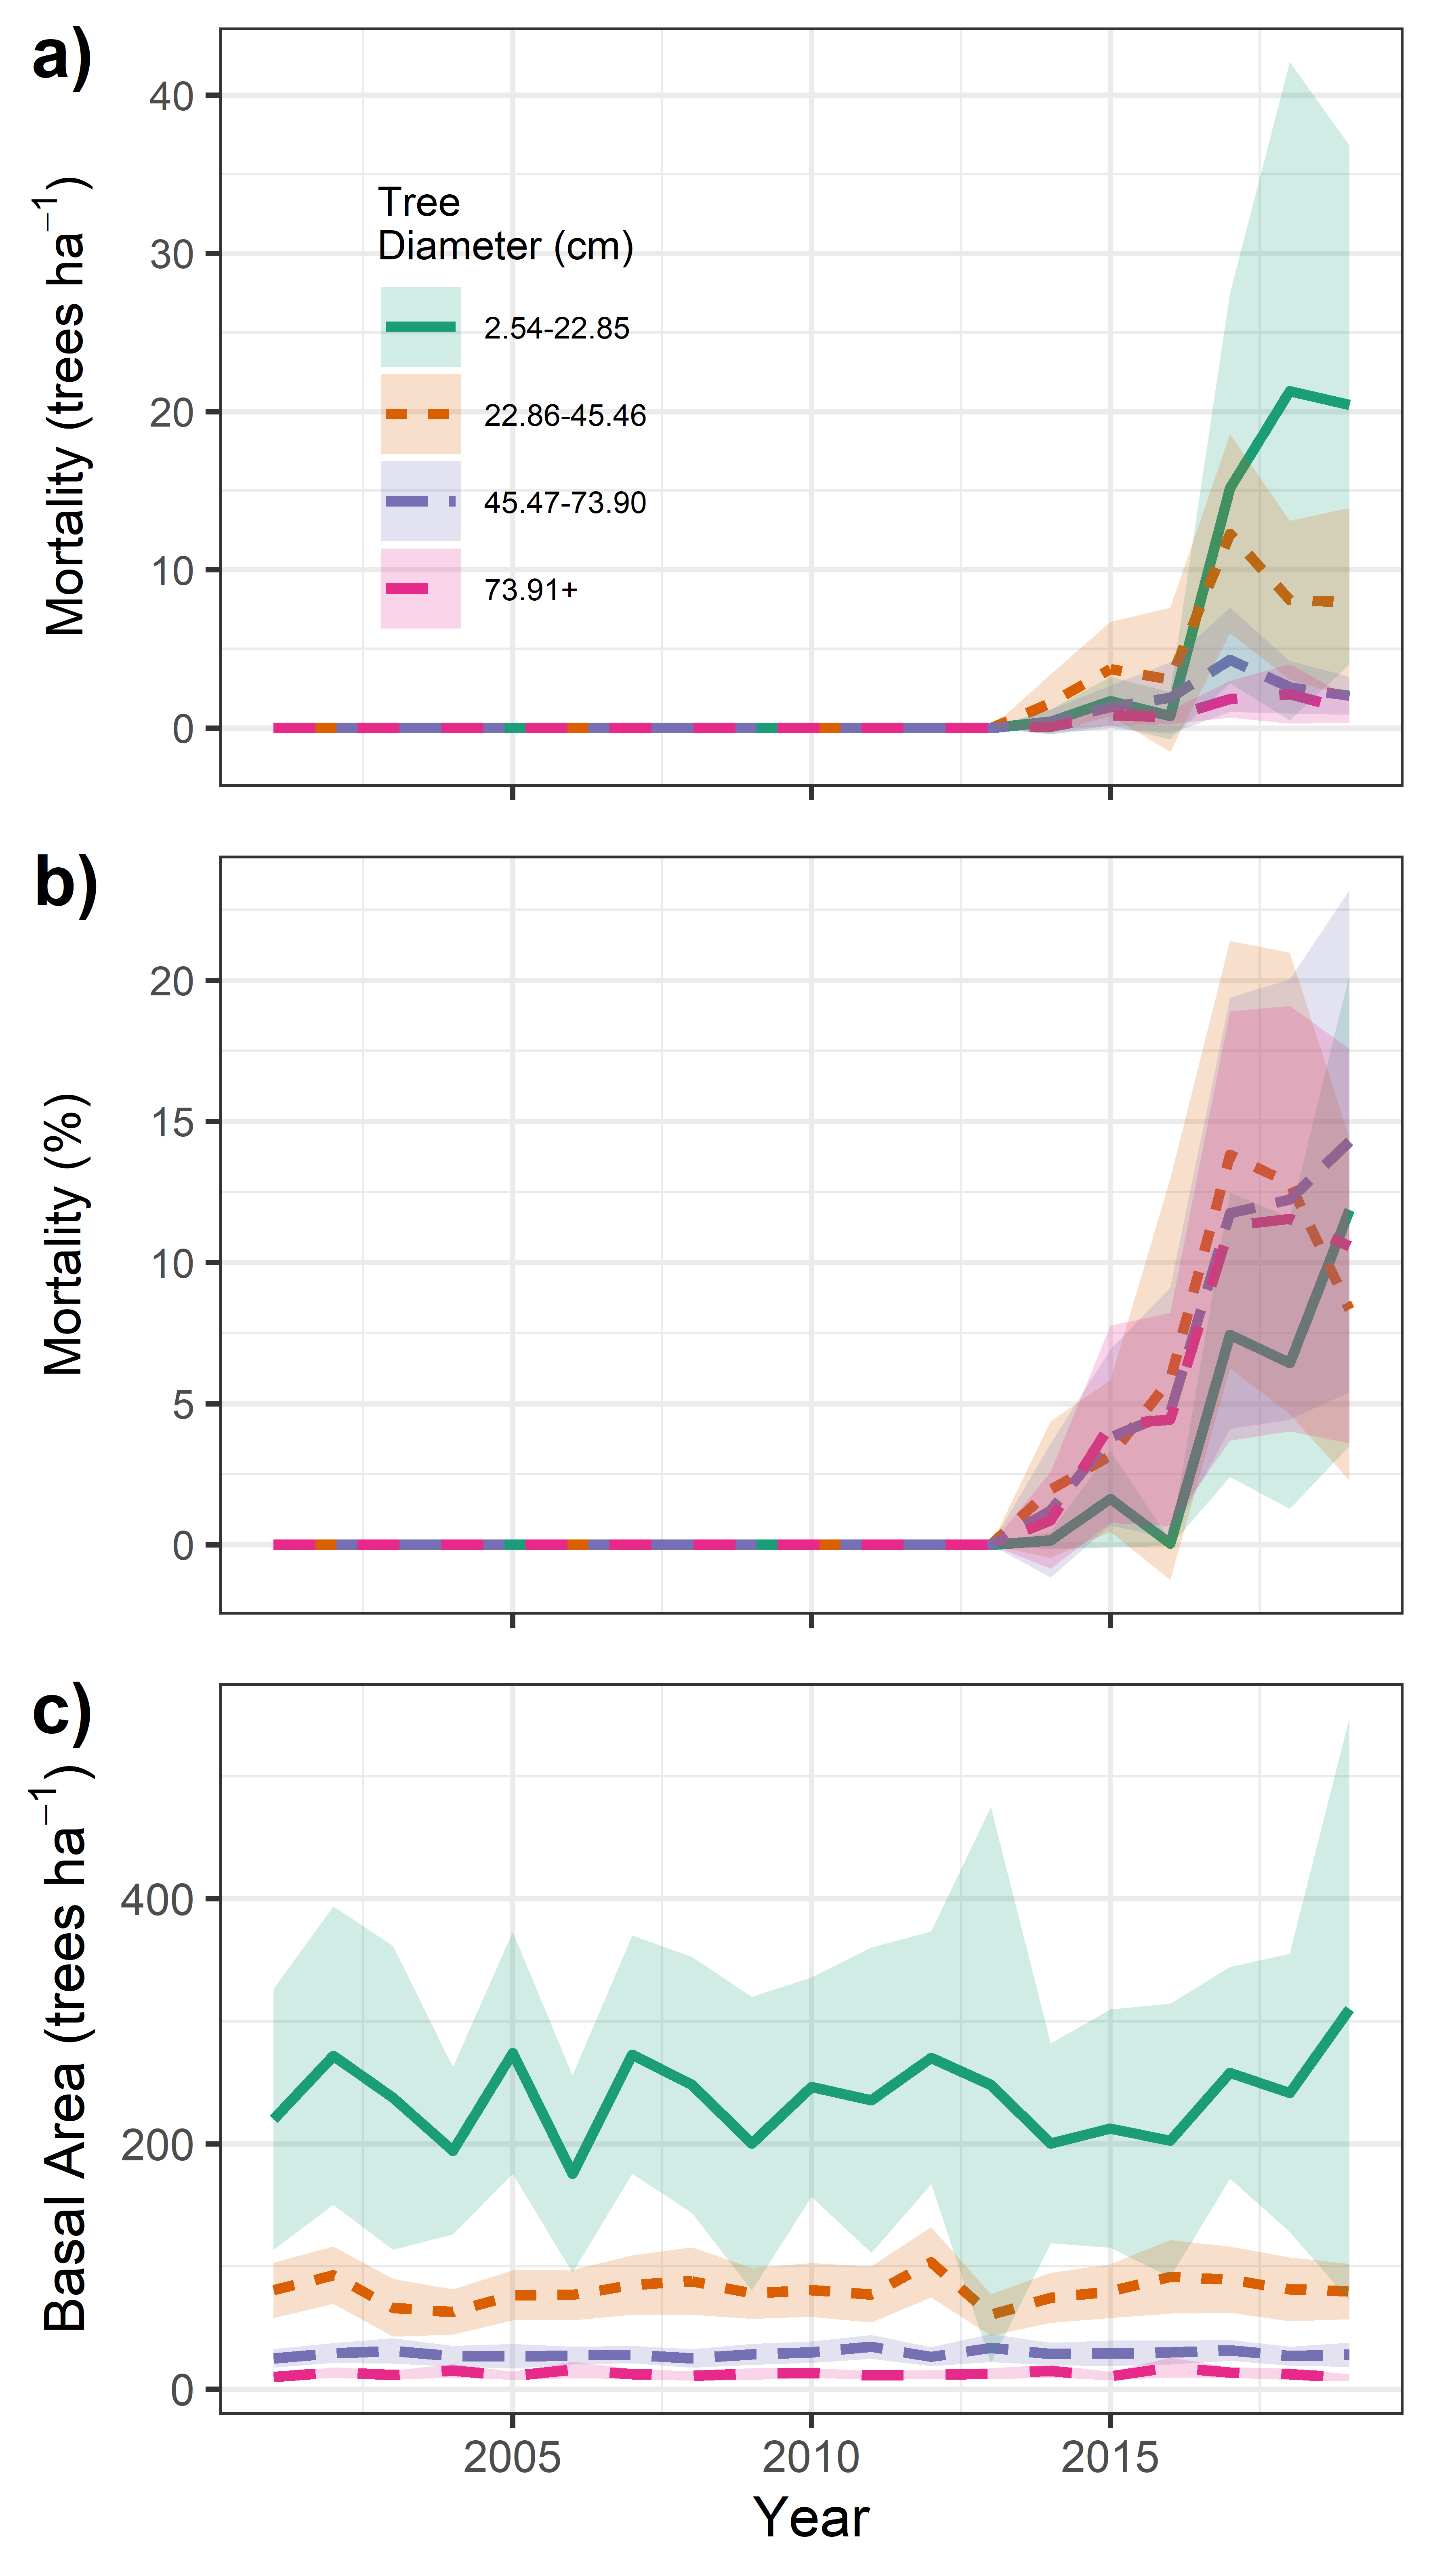 a)
Mortality (trees ha⁻¹)
40
30
20
10
0
Tree
Diameter (cm)
2.54-22.85
22.86-45.46
45.47-73.90
73.91+
b)
Mortality (%)
20
15
10
5
0
c)
Basal Area (trees ha⁻¹)
400
200
0
2005 2010 2015
Year